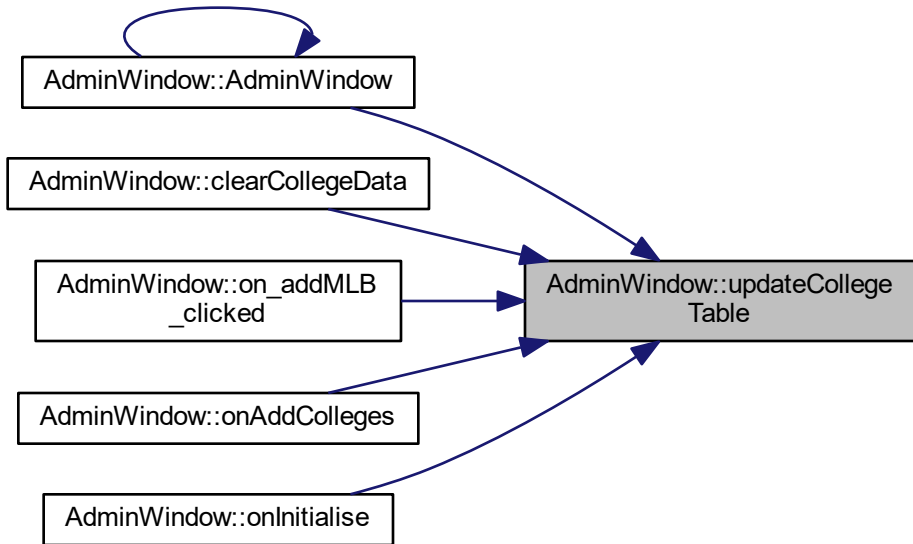 AdminWindow::AdminWindow
AdminWindow::clearCollegeData
AdminWindow::on_addMLB
_clicked
AdminWindow::onAddColleges
AdminWindow::onInitialise
AdminWindow::updateCollege
Table